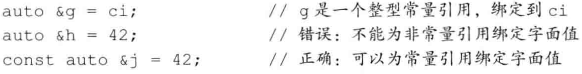 auto &g = ci; // g是一个整型常量引用，绑定到ci
auto &h = 42; // 错误：不能为非常量引用绑定字面值
const auto &j = 42; // 正确：可以为常量引用绑定字面值